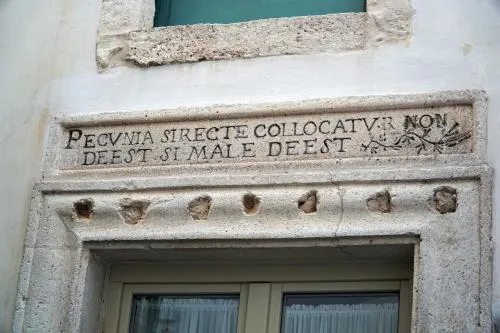 PECVNIA SI RECTE COLLOCATVR NON
DEEST · SI MALE DEEST